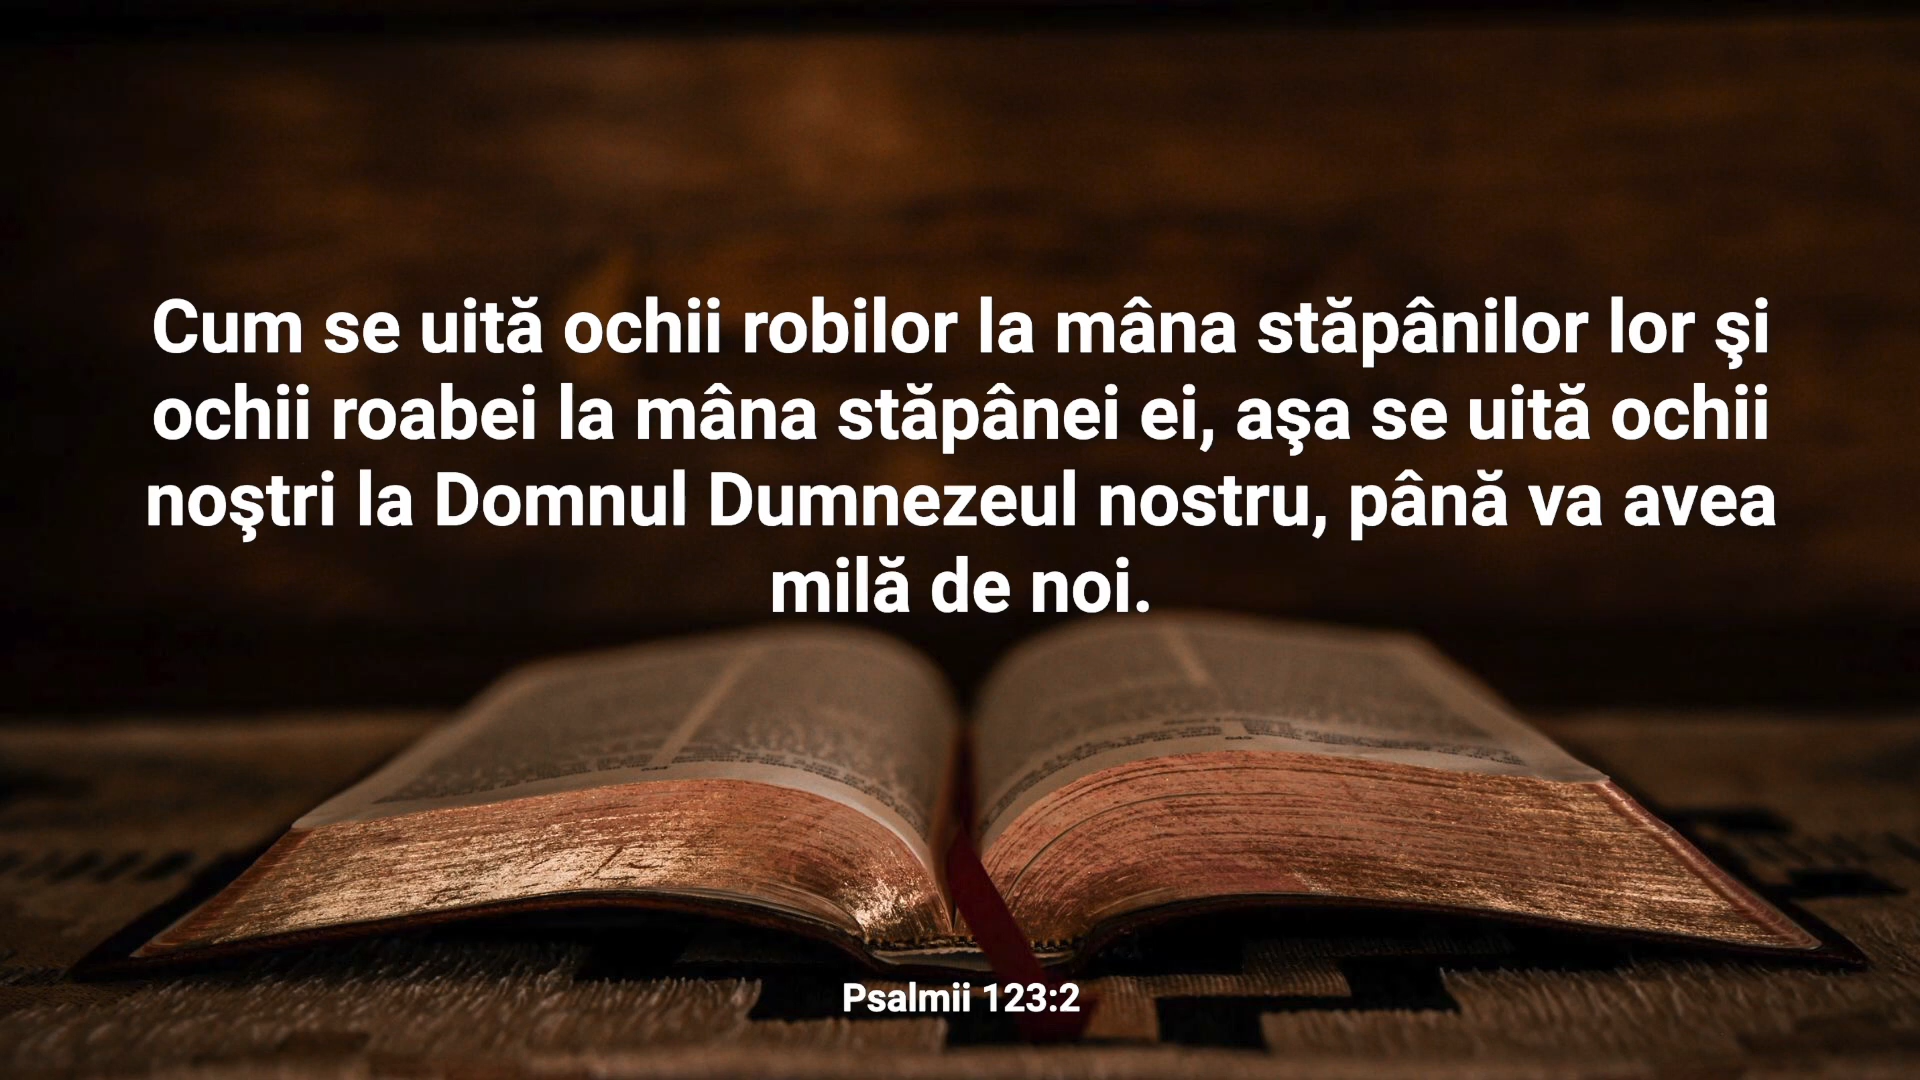 Cum se uită ochii robilor la mâna stăpânilor lor şi
ochii roabei la mâna stăpânei ei, aşa se uită ochii
noştri la Domnul Dumnezeul nostru, până va avea
milă de noi.
Psalmii 123:2